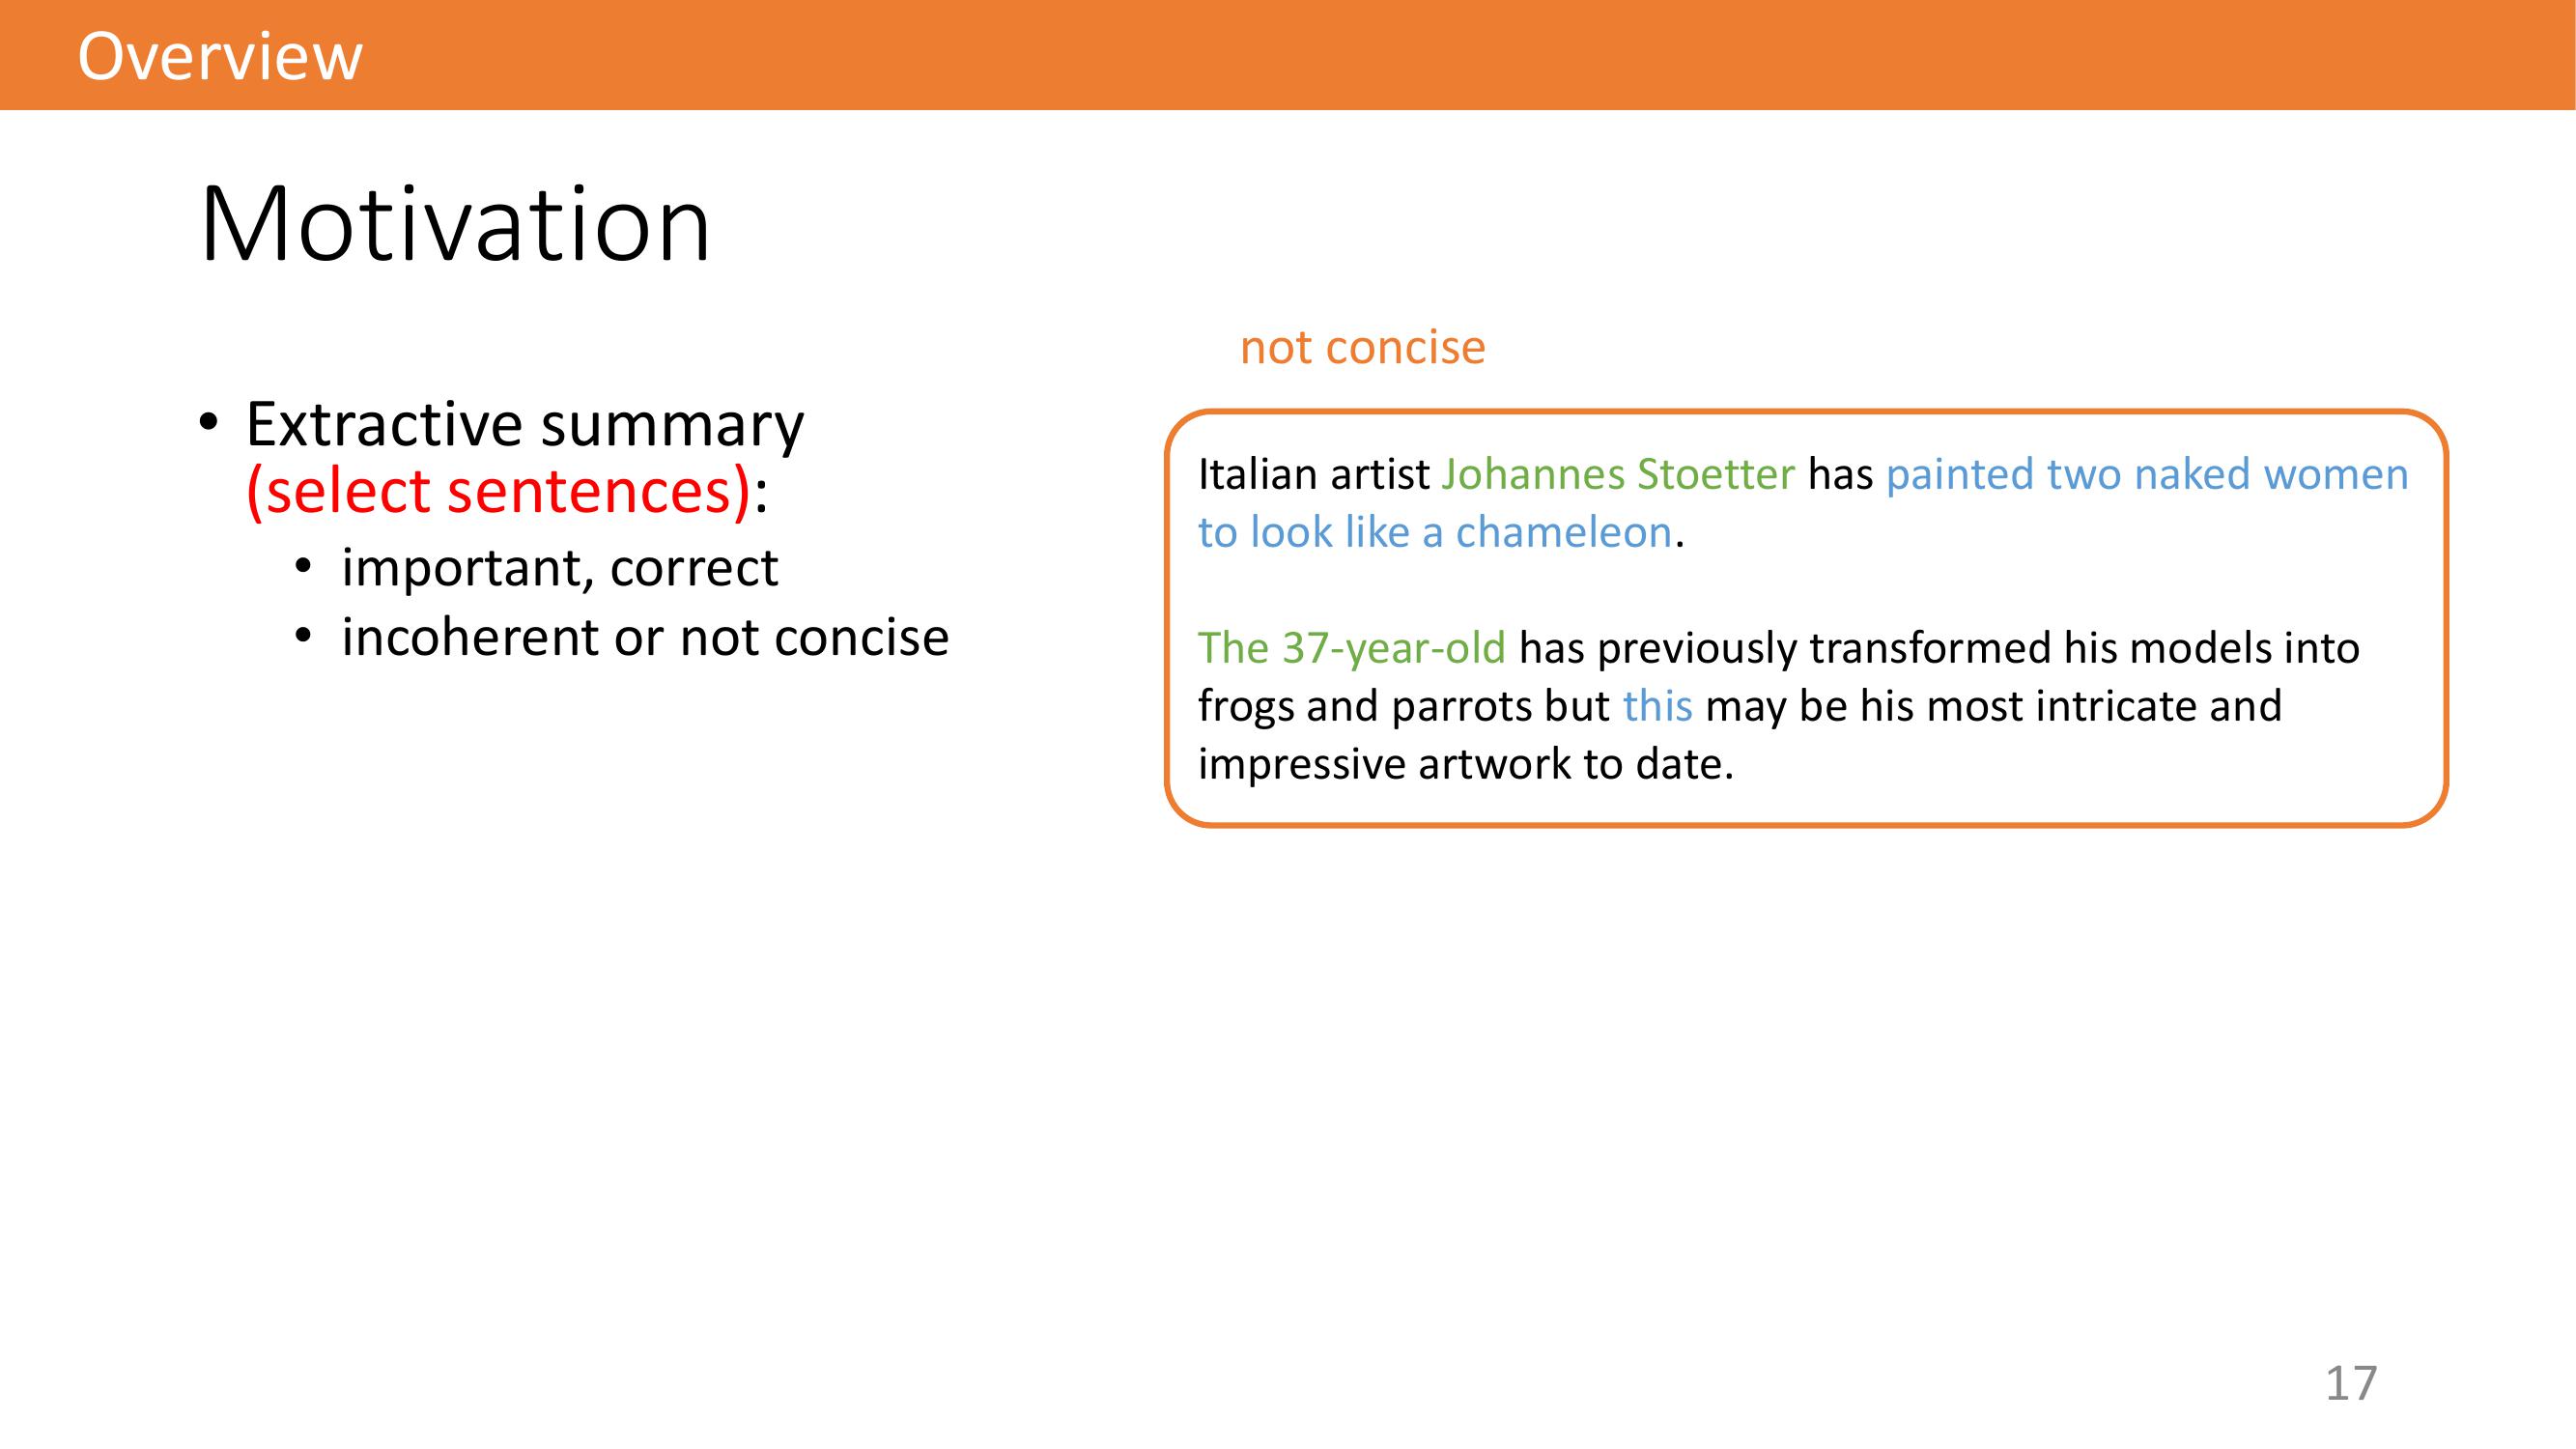 Overview
Motivation
• Extractive summary
(select sentences):
• important, correct
• incoherent or not concise
not concise
Italian artist Johannes Stoetter has painted two naked women
to look like a chameleon.
The 37-year-old has previously transformed his models into
frogs and parrots but this may be his most intricate and
impressive artwork to date.
17